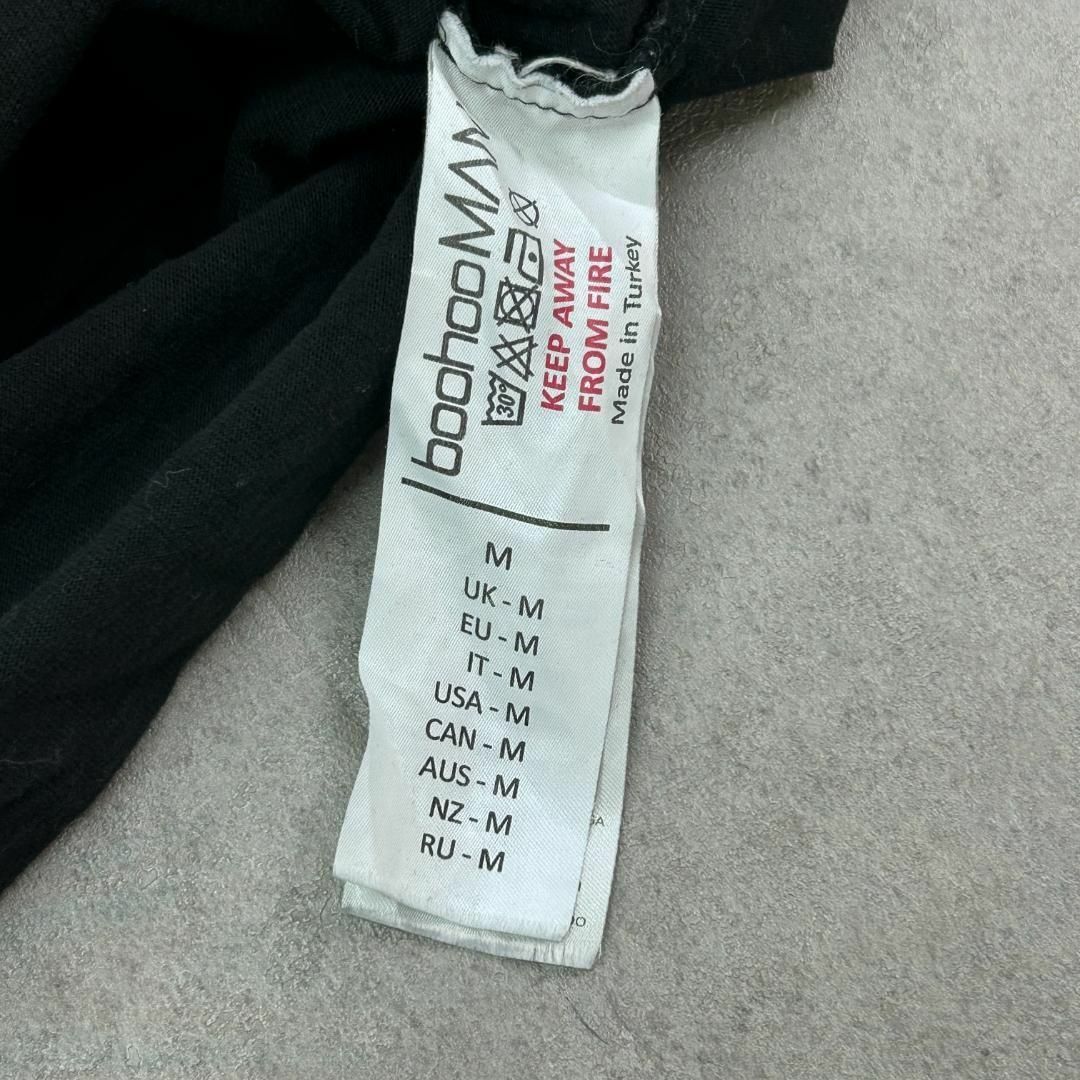 boohooMAN
30°
KEEP AWAY
FROM FIRE
Made in Turkey
M
UK - M
EU - M
IT - M
USA - M
CAN - M
AUS - M
NZ - M
RU - M